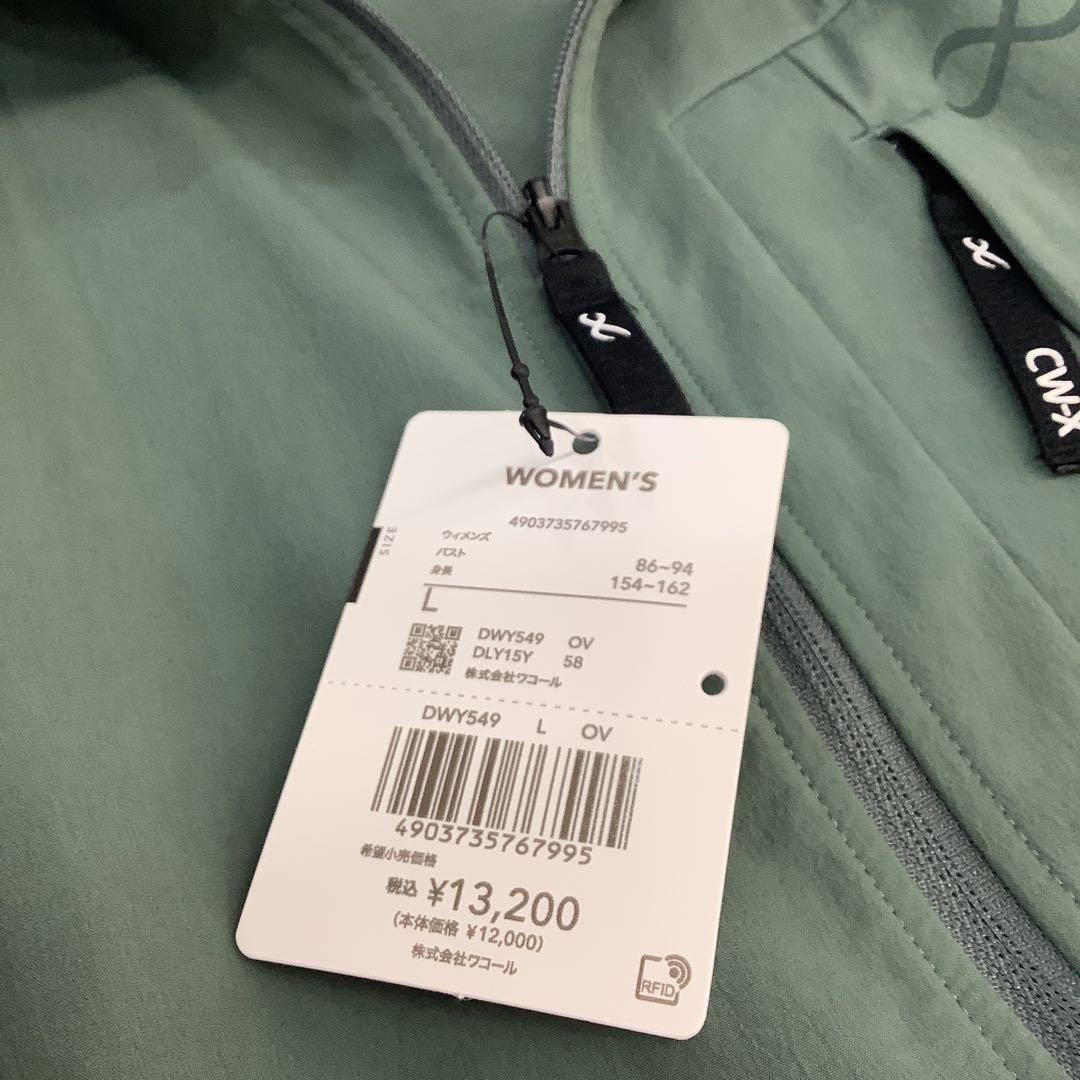 CW-X
WOMEN'S
4903735767995
SIZE
ウィメンズ
バスト 86~94
身長 154~162
L
DWY549 OV
DLY15Y 58
株式会社ワコール
DWY549 L OV
4903735767995
希望小売価格
税込 ¥13,200
(本体価格 ¥12,000)
株式会社ワコール
RFID